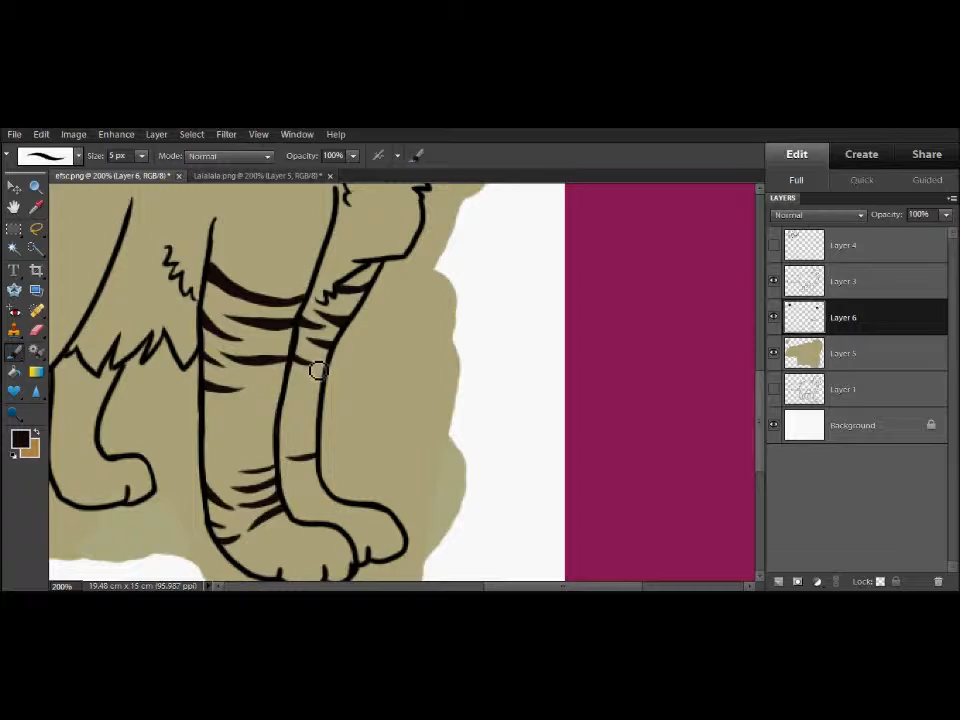 File Edit Image Enhance Layer Select Filter View Window Help
Size: 5 px Mode: Normal Opacity: 100%
Edit Create Share
efsc.png @ 200% (Layer 6, RGB/8) * × Lalalala.png @ 200% (Layer 5, RGB/8) * ×
Full Quick Guided
LAYERS
Normal Opacity: 100%
Layer 4
Layer 3
Layer 6
Layer 5
Layer 1
Background
Lock:
200% 19.48 cm x 15 cm (95.987 ppi)